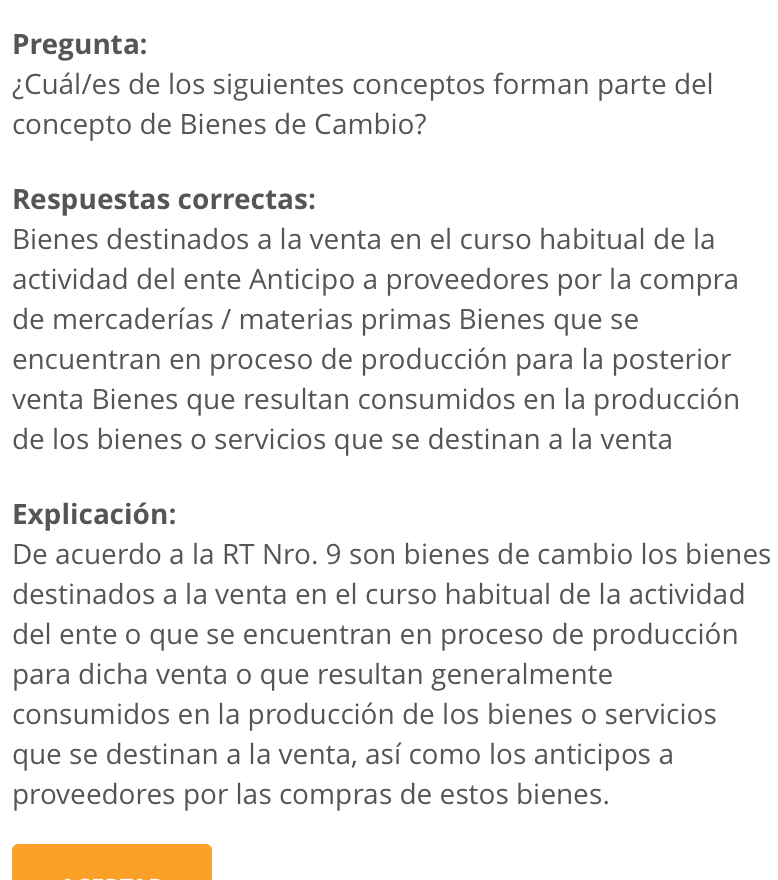 Pregunta:
¿Cuál/es de los siguientes conceptos forman parte del
concepto de Bienes de Cambio?
Respuestas correctas:
Bienes destinados a la venta en el curso habitual de la
actividad del ente Anticipo a proveedores por la compra
de mercaderías / materias primas Bienes que se
encuentran en proceso de producción para la posterior
venta Bienes que resultan consumidos en la producción
de los bienes o servicios que se destinan a la venta
Explicación:
De acuerdo a la RT Nro. 9 son bienes de cambio los bienes
destinados a la venta en el curso habitual de la actividad
del ente o que se encuentran en proceso de producción
para dicha venta o que resultan generalmente
consumidos en la producción de los bienes o servicios
que se destinan a la venta, así como los anticipos a
proveedores por las compras de estos bienes.
ACEPTAR